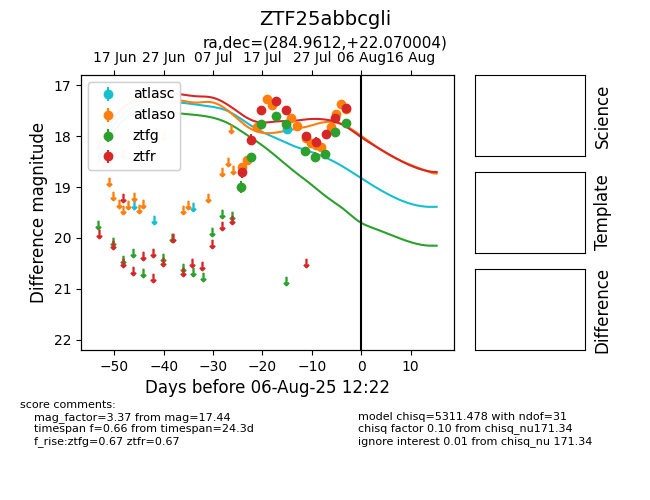 ZTF25abbcgli
ra,dec=(284.9612,+22.070004)
17 Jun 27 Jun 07 Jul 17 Jul 27 Jul 06 Aug 16 Aug
17
18
19
20
21
22
Difference magnitude
atlasc
atlaso
ztfg
ztfr
−50 −40 −30 −20 −10 0 10
Days before 06-Aug-25 12:22
Science
Template
Difference
score comments:
mag_factor=3.37 from mag=17.44
timespan f=0.66 from timespan=24.3d
f_rise:ztfg=0.67 ztfr=0.67
model chisq=5311.478 with ndof=31
chisq factor 0.10 from chisq_nu171.34
ignore interest 0.01 from chisq_nu 171.34